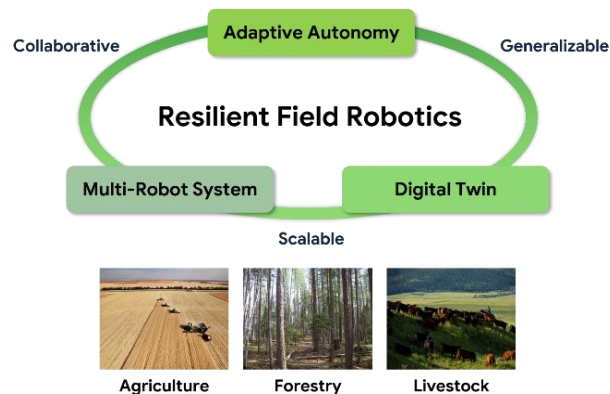 Adaptive Autonomy
Collaborative
Generalizable
Resilient Field Robotics
Multi-Robot System
Digital Twin
Scalable
Agriculture
Forestry
Livestock